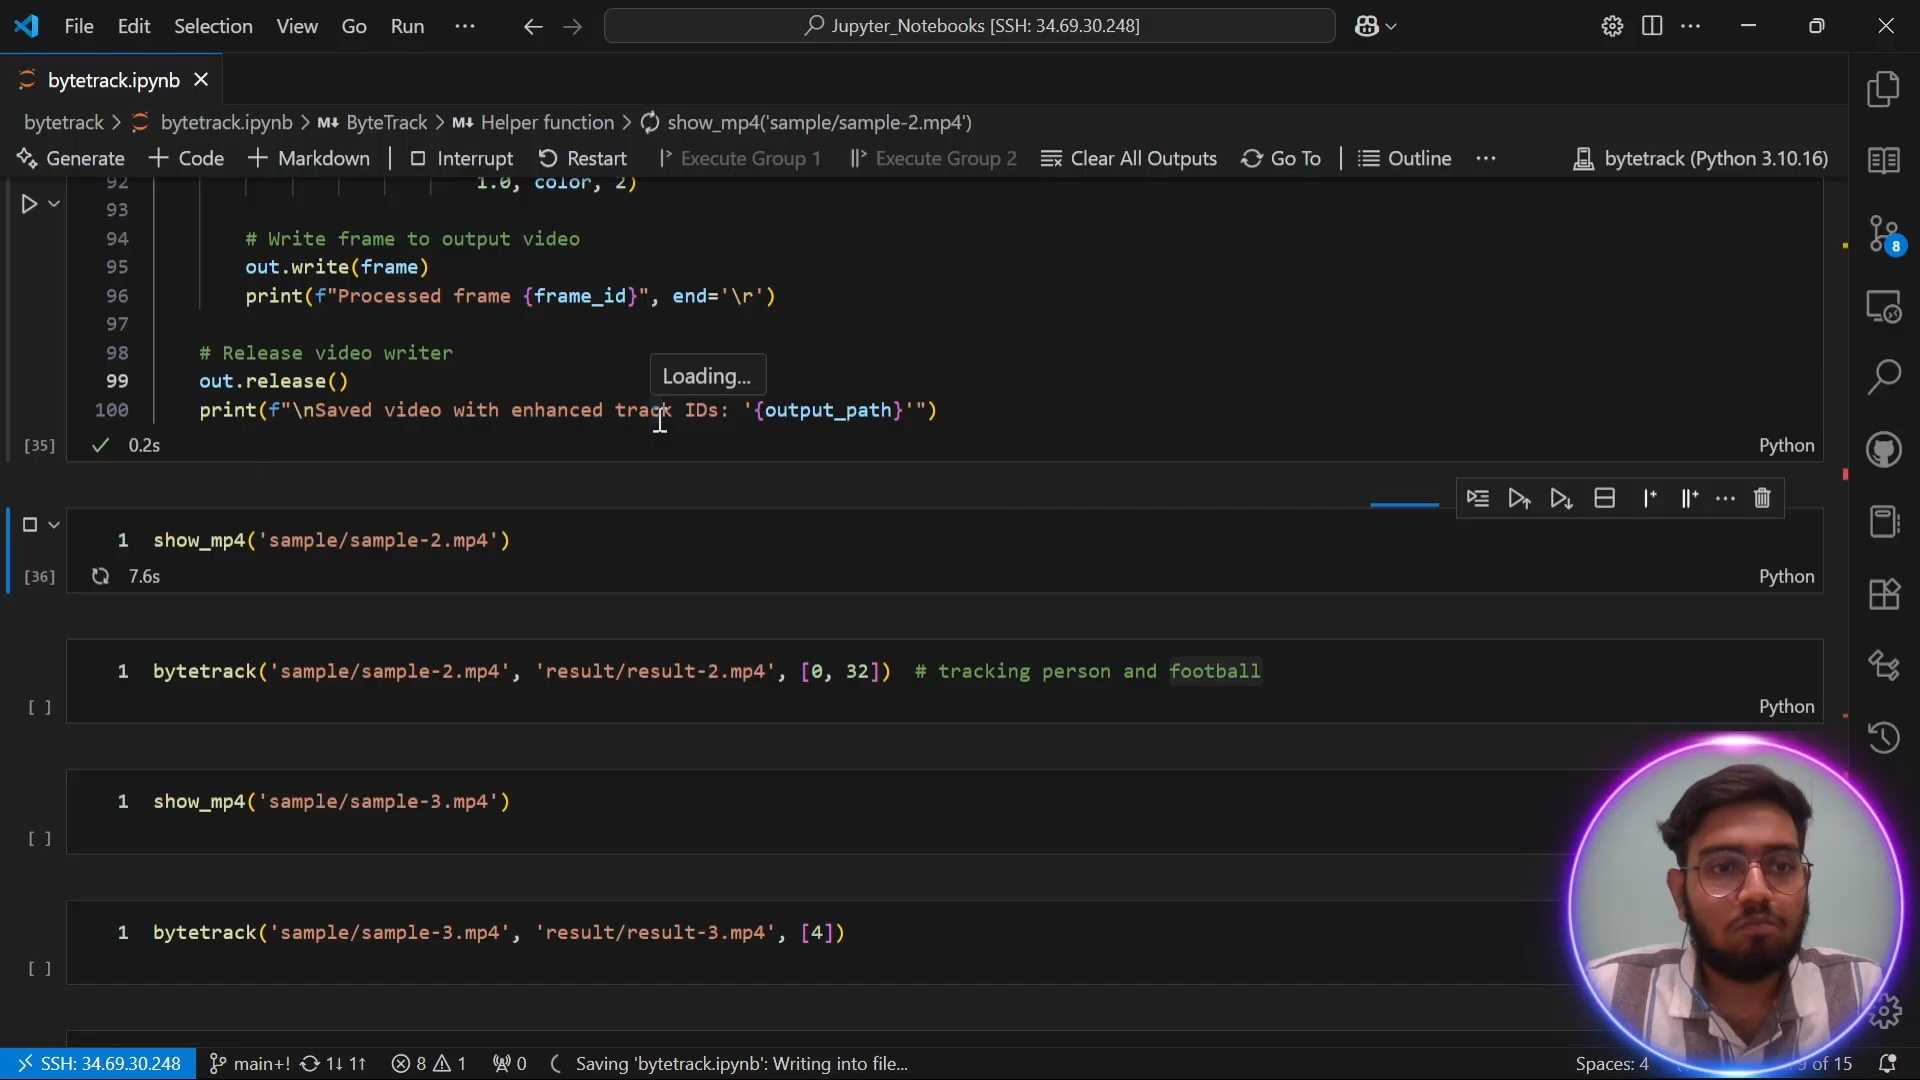 File Edit Selection View Go Run ··· Jupyter_Notebooks [SSH: 34.69.30.248]
bytetrack.ipynb
bytetrack > bytetrack.ipynb > M↓ ByteTrack > M↓ Helper function > show_mp4('sample/sample-2.mp4')
Generate + Code + Markdown | Interrupt Restart Execute Group 1 Execute Group 2 Clear All Outputs Go To | Outline ··· bytetrack (Python 3.10.16)
92 1.0, color, 2)
93
94 # Write frame to output video
95 out.write(frame)
96 print(f"Processed frame {frame_id}", end='\r')
97
98 # Release video writer
Loading...
99 out.release()
100 print(f"\nSaved video with enhanced track IDs: '{output_path}'")
[35] 0.2s Python
1 show_mp4('sample/sample-2.mp4')
[36] 7.6s Python
1 bytetrack('sample/sample-2.mp4', 'result/result-2.mp4', [0, 32]) # tracking person and football
[ ] Python
1 show_mp4('sample/sample-3.mp4')
[ ]
1 bytetrack('sample/sample-3.mp4', 'result/result-3.mp4', [4])
[ ]
8
SSH: 34.69.30.248 main+! 1↓ 1↑ 8 1 0 Saving 'bytetrack.ipynb': Writing into file... Spaces: 4 9 of 15